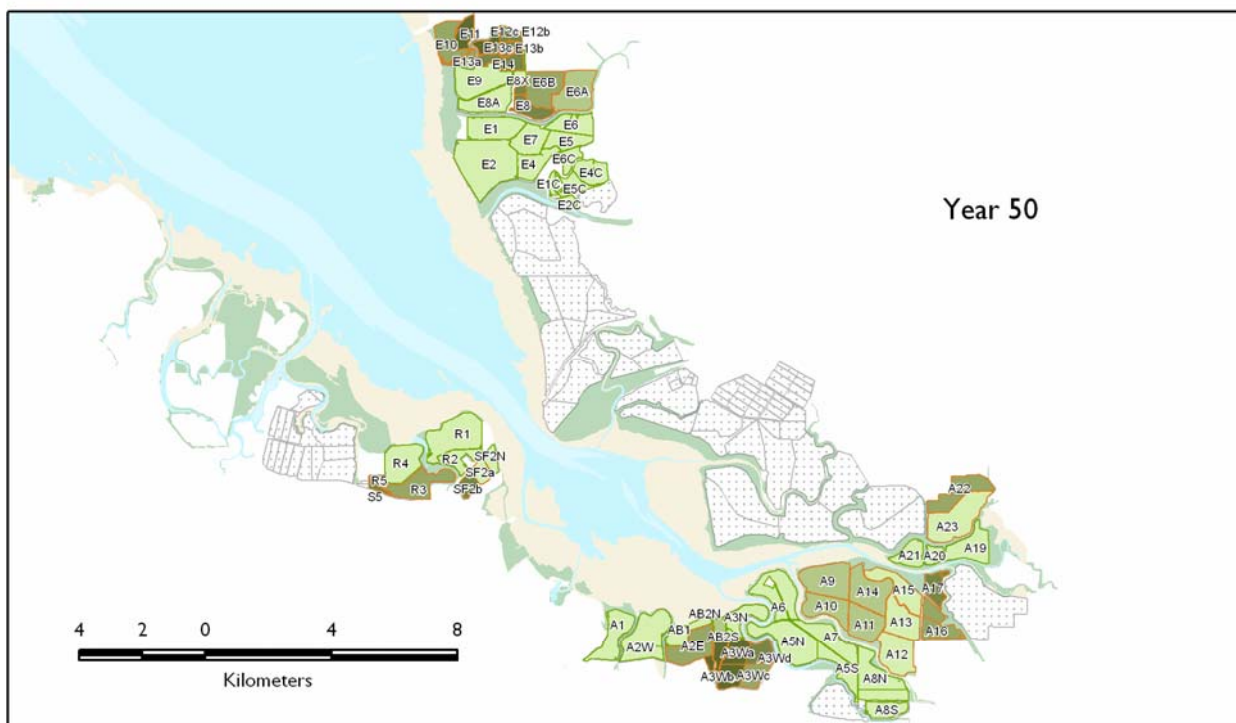 E11 E12c E12b
E10 E13c E13b
E13a E14
E9 E8X E6B
E6A
E8A E8
E1 E6
E7 E5
E2 E4 E6C
E4C
E1C E5C
E2C
Year 50
R1
R4 R2 SF2N
SF2a
R5 R3 SF2b
S5
A22
A23
A19
A21 A20
A9 A14 A15 A17
A6
A10 A11 A13 A16
A1 AB2N A3N
AB1 A5N A7
A2W A2E AB2S
A3Wa A3Wd A12
A3Wb A3Wc A5S A8N
A8S
4 2 0 4 8
Kilometers